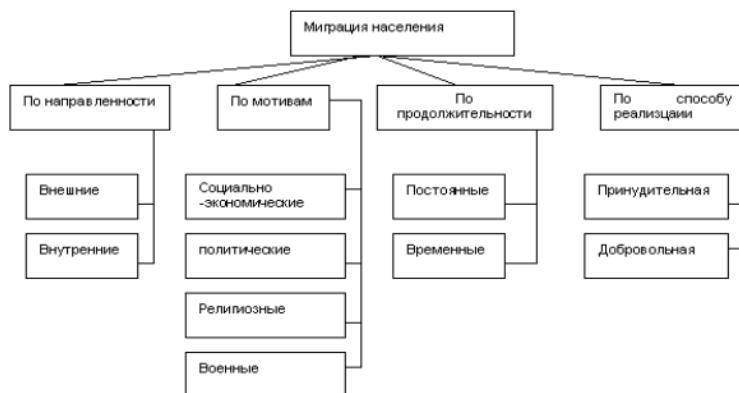 Миграция населения
По направленности
По мотивам
По
продолжительности
По способу
реализцаии
Внешние
Внутренние
Социально
-экономические
политические
Религиозные
Военные
Постоянные
Временные
Принудительная
Добровольная